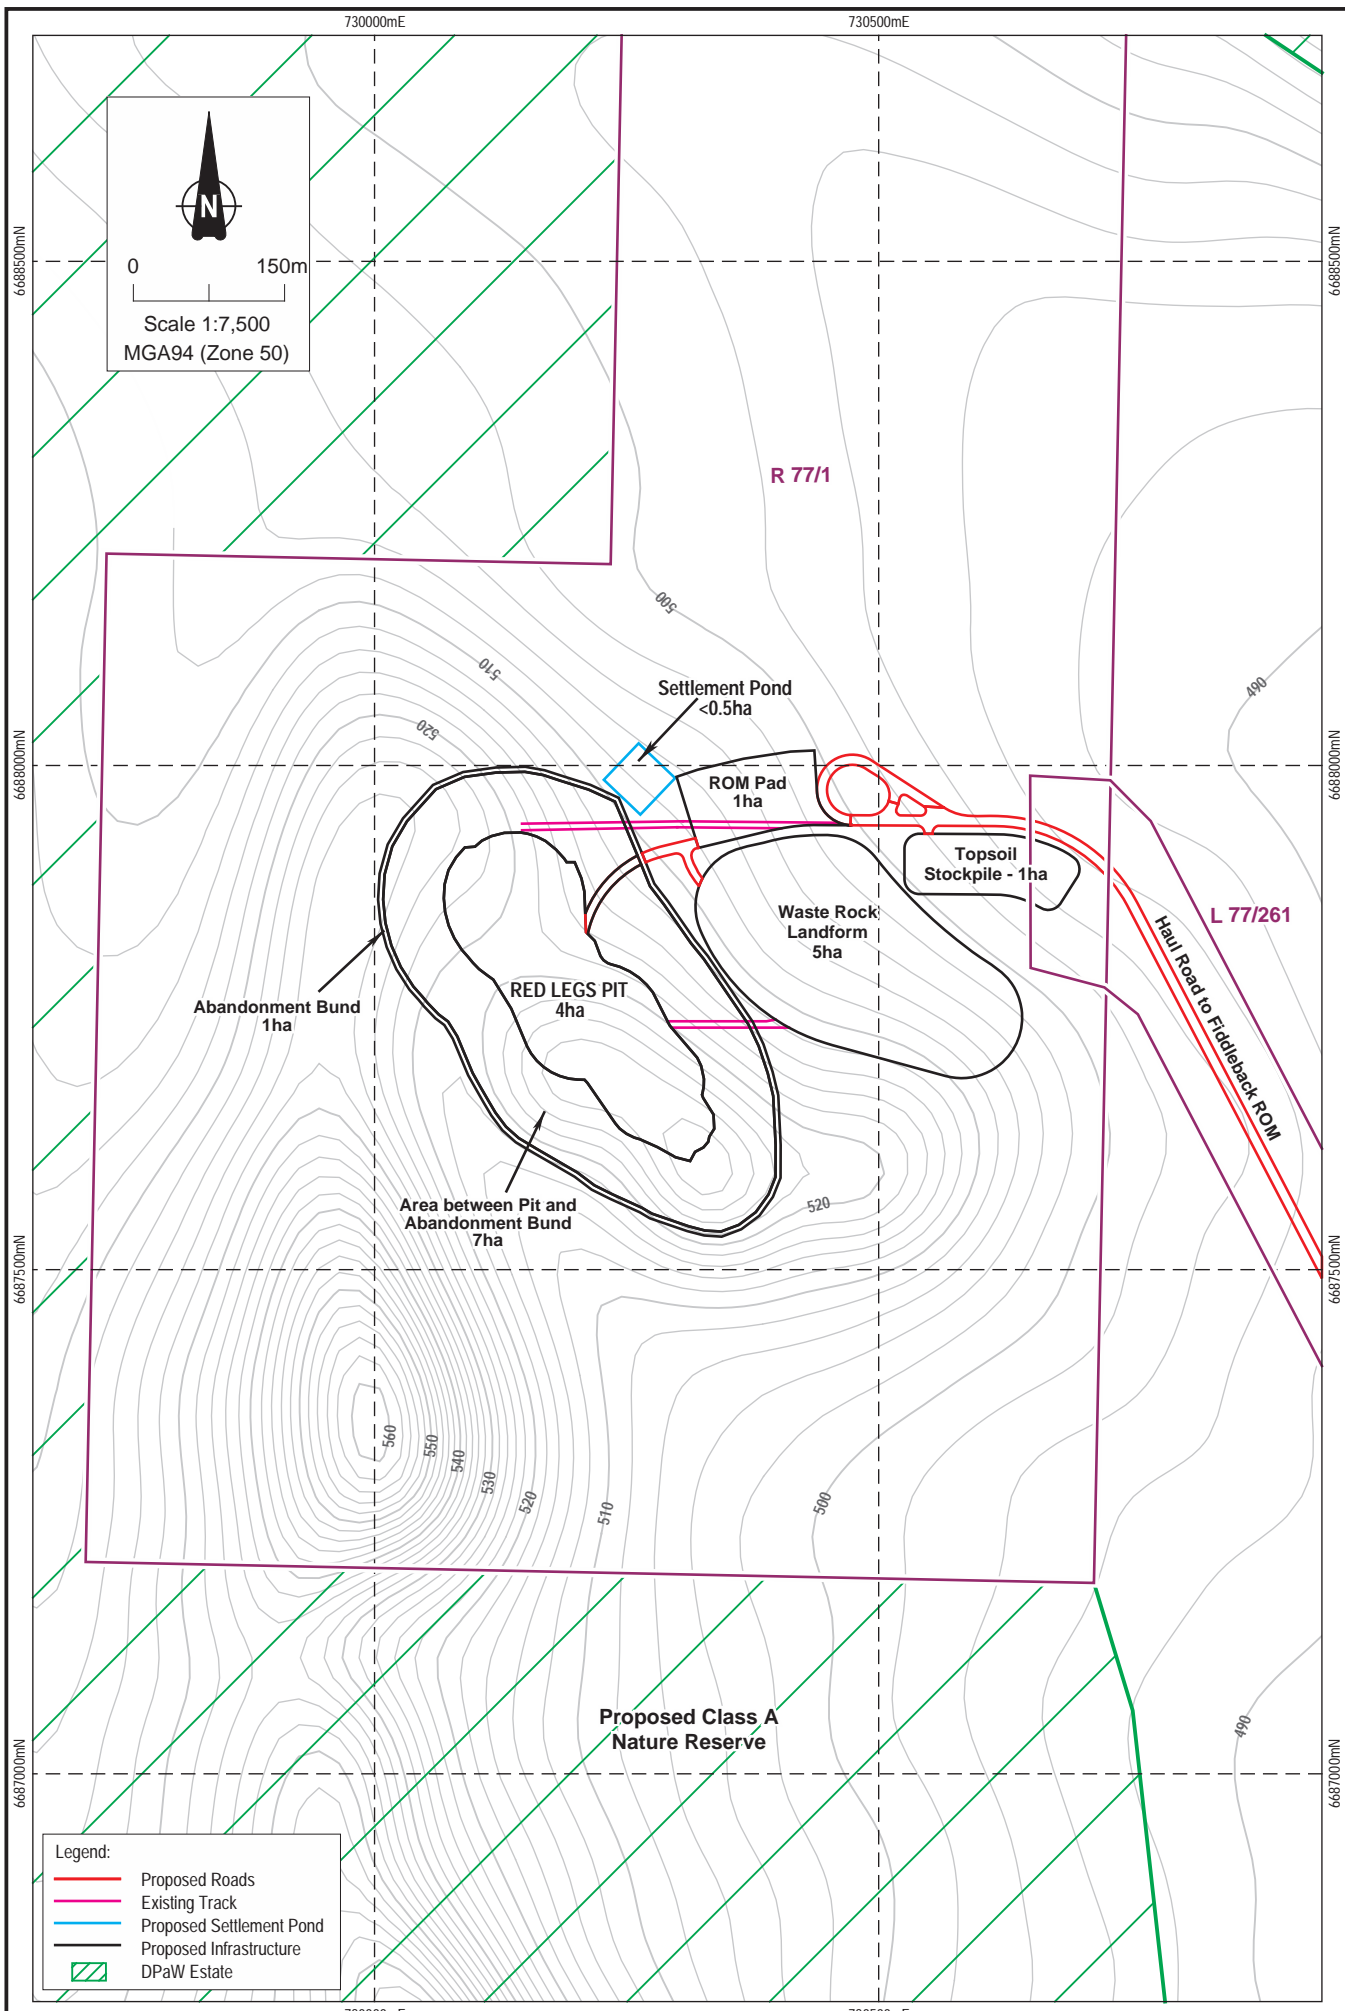 730000mE
730500mE
N
0
150m
Scale 1:7,500
MGA94 (Zone 50)
6688500mN
6688500mN
R 77/1
500
510
520
490
Settlement Pond
<0.5ha
6688000mN
6688000mN
ROM Pad
1ha
Topsoil
Stockpile - 1ha
Waste Rock
Landform
5ha
L 77/261
Haul Road to Fiddleback ROM
RED LEGS PIT
4ha
Abandonment Bund
1ha
Area between Pit and
Abandonment Bund
7ha
520
6687500mN
6687500mN
560
550
540
530
520
510
500
Proposed Class A
Nature Reserve
490
6687000mN
6687000mN
Legend:
Proposed Roads
Existing Track
Proposed Settlement Pond
Proposed Infrastructure
DPaW Estate